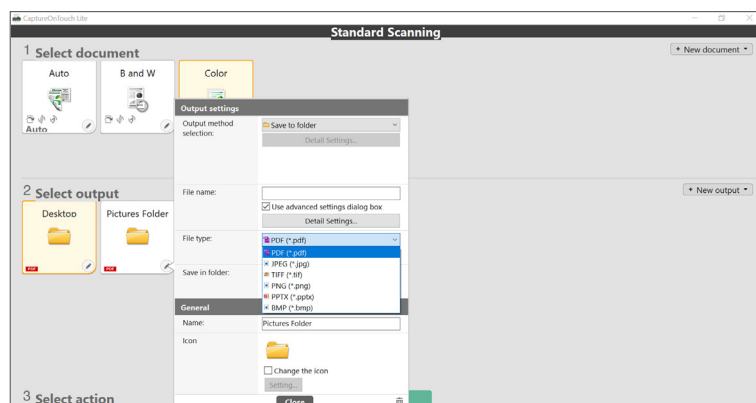 CaptureOnTouch Lite
Standard Scanning
1 Select document
+ New document
Auto
B and W
Color
Auto
Output settings
Output method selection:
Save to folder
Detail Settings...
2 Select output
+ New output
Desktop
Pictures Folder
PDF
PDF
File name:
Use advanced settings dialog box
Detail Settings...
File type:
PDF (*.pdf)
PDF (*.pdf)
JPEG (*.jpg)
TIFF (*.tif)
PNG (*.png)
PPTX (*.pptx)
BMP (*.bmp)
Save in folder:
General
Name:
Pictures Folder
Icon
Change the icon
Setting...
3 Select action
Close